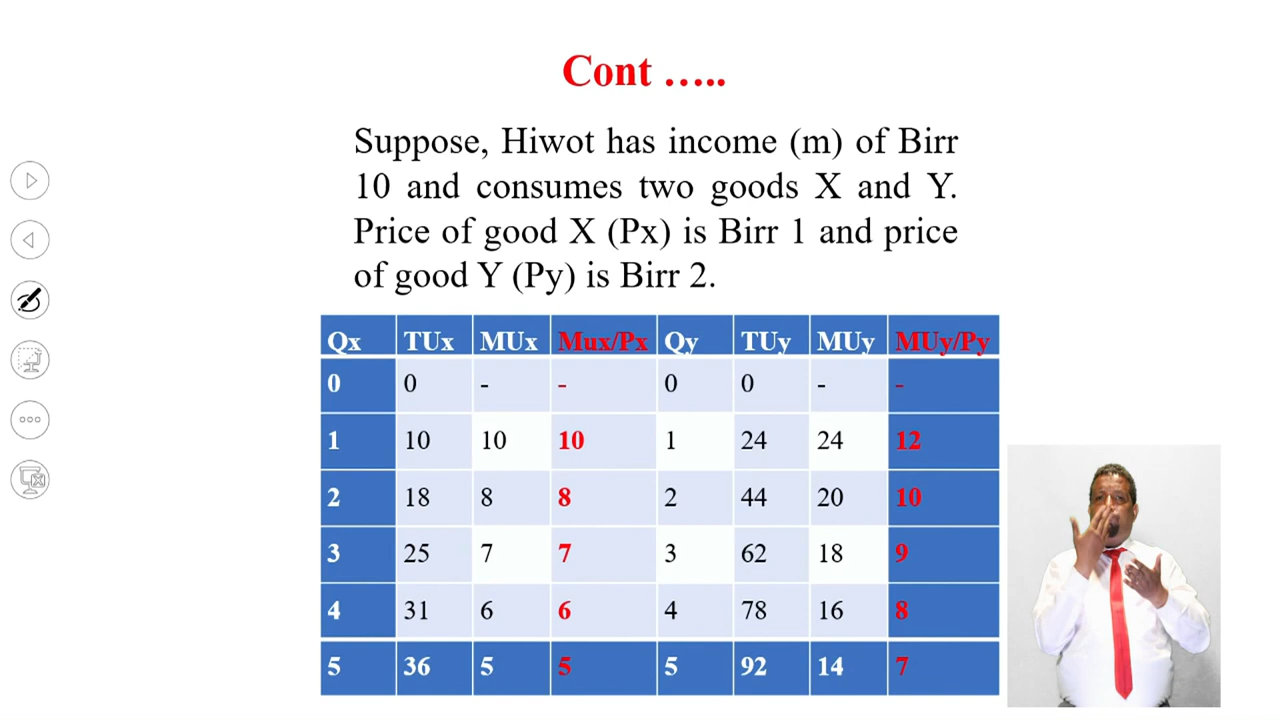 Cont …..
Suppose, Hiwot has income (m) of Birr
10 and consumes two goods X and Y.
Price of good X (Px) is Birr 1 and price
of good Y (Py) is Birr 2.
Qx TUx MUx Mux/Px Qy TUy MUy MUy/Py
0 0 - - 0 0 - -
1 10 10 10 1 24 24 12
2 18 8 8 2 44 20 10
3 25 7 7 3 62 18 9
4 31 6 6 4 78 16 8
5 36 5 5 5 92 14 7